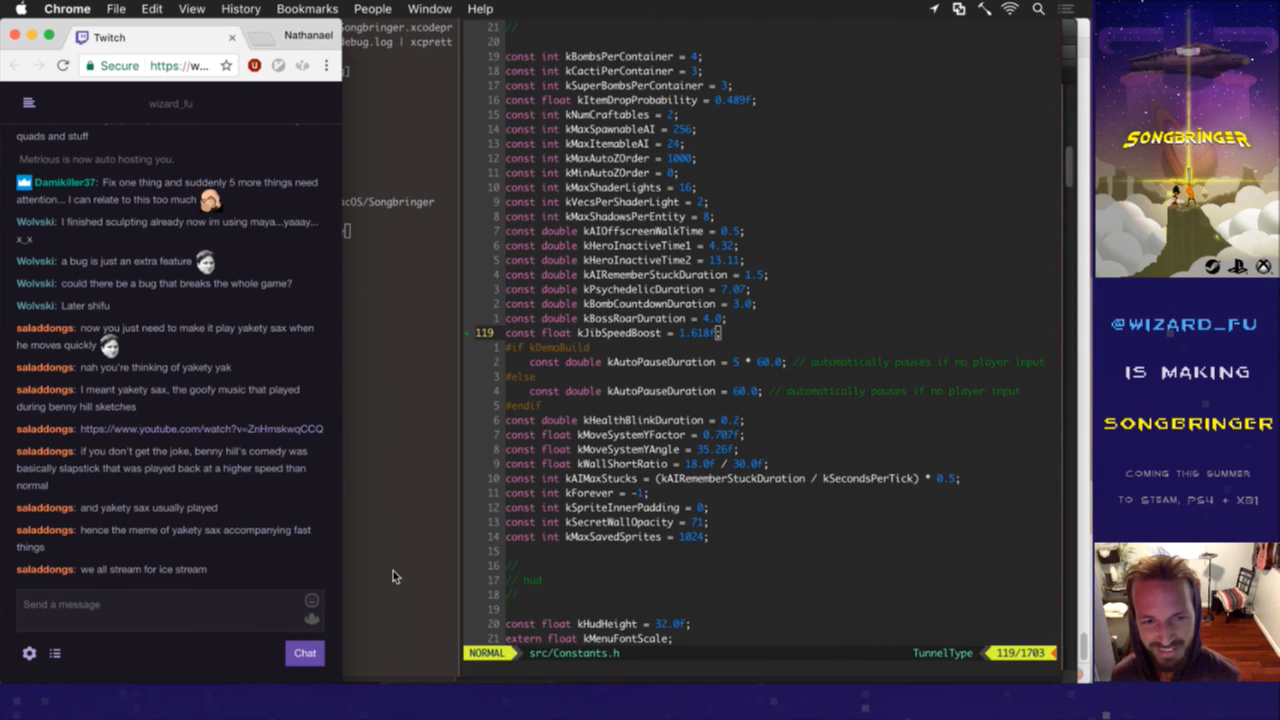 Chrome File Edit View History Bookmarks People Window Help
Twitch
Nathanael
Secure https://w...
wizard_fu
quads and stuff
Metrious is now auto hosting you.
Damikiller37: Fix one thing and suddenly 5 more things need
attention... I can relate to this too much
Wolvski: I finished sculpting already now im using maya...yaaay...
x_x
Wolvski: a bug is just an extra feature
Wolvski: could there be a bug that breaks the whole game?
Wolvski: Later shifu
saladdongs: now you just need to make it play yakety sax when
he moves quickly
saladdongs: nah you're thinking of yakety yak
saladdongs: I meant yakety sax, the goofy music that played
during benny hill sketches
saladdongs: https://www.youtube.com/watch?v=ZnHmskwqCCQ
saladdongs: if you don't get the joke, benny hill's comedy was
basically slapstick that was played back at a higher speed than
normal
saladdongs: and yakety sax usually played
saladdongs: hence the meme of yakety sax accompanying fast
things
saladdongs: we all stream for ice stream
Send a message
Chat
Songbringer.xcodepr
debug.log | xcprett
acOS/Songbringer
21 //
20
19 const int kBombsPerContainer = 4;
18 const int kCactiPerContainer = 3;
17 const int kSuperBombsPerContainer = 3;
16 const float kItemDropProbability = 0.489f;
15 const int kNumCraftables = 2;
14 const int kMaxSpawnableAI = 256;
13 const int kMaxItemableAI = 24;
12 const int kMaxAutoZOrder = 1000;
11 const int kMinAutoZOrder = 0;
10 const int kMaxShaderLights = 16;
9 const int kVecsPerShaderLight = 2;
8 const int kMaxShadowsPerEntity = 8;
7 const double kAIOffscreenWalkTime = 0.5;
6 const double kHeroInactiveTime1 = 4.32;
5 const double kHeroInactiveTime2 = 13.11;
4 const double kAIRememberStuckDuration = 1.5;
3 const double kPsychedelicDuration = 7.07;
2 const double kBombCountdownDuration = 3.0;
1 const double kBossRoarDuration = 4.0;
+ 119 const float kJibSpeedBoost = 1.618f;
1 #if kDemoBuild
2 const double kAutoPauseDuration = 5 * 60.0; // automatically pauses if no player input
3 #else
4 const double kAutoPauseDuration = 60.0; // automatically pauses if no player input
5 #endif
6 const double kHealthBlinkDuration = 0.2;
7 const float kMoveSystemYFactor = 0.707f;
8 const float kMoveSystemYAngle = 35.26f;
9 const float kWallShortRatio = 18.0f / 30.0f;
10 const int kAIMaxStucks = (kAIRememberStuckDuration / kSecondsPerTick) * 0.5;
11 const int kForever = -1;
12 const int kSpriteInnerPadding = 0;
13 const int kSecretWallOpacity = 71;
14 const int kMaxSavedSprites = 1024;
15
16 //
17 // hud
18 //
19
20 const float kHudHeight = 32.0f;
21 extern float kMenuFontScale;
NORMAL src/Constants.h TunnelType 119/1703
SONGBRINGER
@WIZARD_FU
IS MAKING
SONGBRINGER
COMING THIS SUMMER
TO STEAM, PS4 + XB1